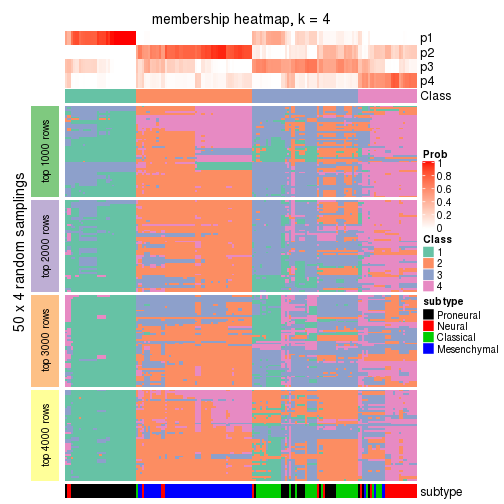 membership heatmap, k = 4
p1
p2
p3
p4
Class
50 x 4 random samplings
top 1000 rows
top 2000 rows
top 3000 rows
top 4000 rows
Prob
1
0.8
0.6
0.4
0.2
0
Class
1
2
3
4
subtype
Proneural
Neural
Classical
Mesenchymal
subtype